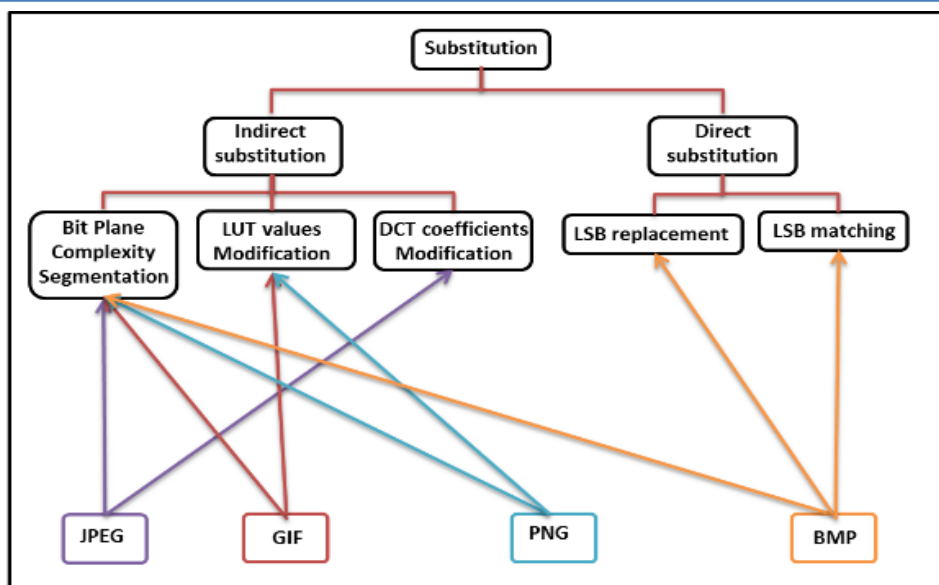 Substitution
Indirect
substitution
Direct
substitution
Bit Plane
Complexity
Segmentation
LUT values
Modification
DCT coefficients
Modification
LSB replacement
LSB matching
JPEG
GIF
PNG
BMP